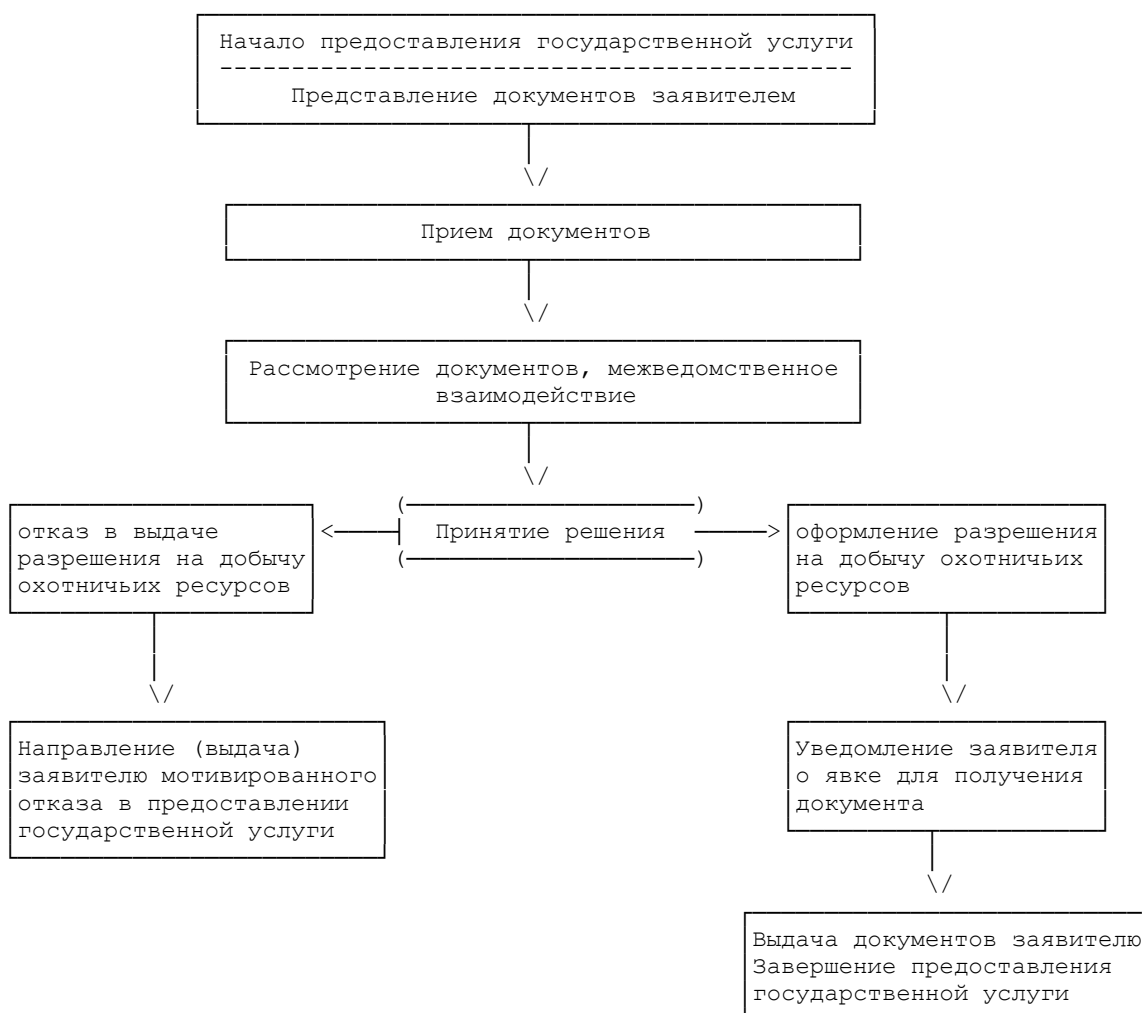 Начало предоставления государственной услуги
--------------------------------------------
Представление документов заявителем
Прием документов
Рассмотрение документов, межведомственное
взаимодействие
Принятие решения
отказ в выдаче
разрешения на добычу
охотничьих ресурсов
оформление разрешения
на добычу охотничьих
ресурсов
Направление (выдача)
заявителю мотивированного
отказа в предоставлении
государственной услуги
Уведомление заявителя
о явке для получения
документа
Выдача документов заявителю
Завершение предоставления
государственной услуги